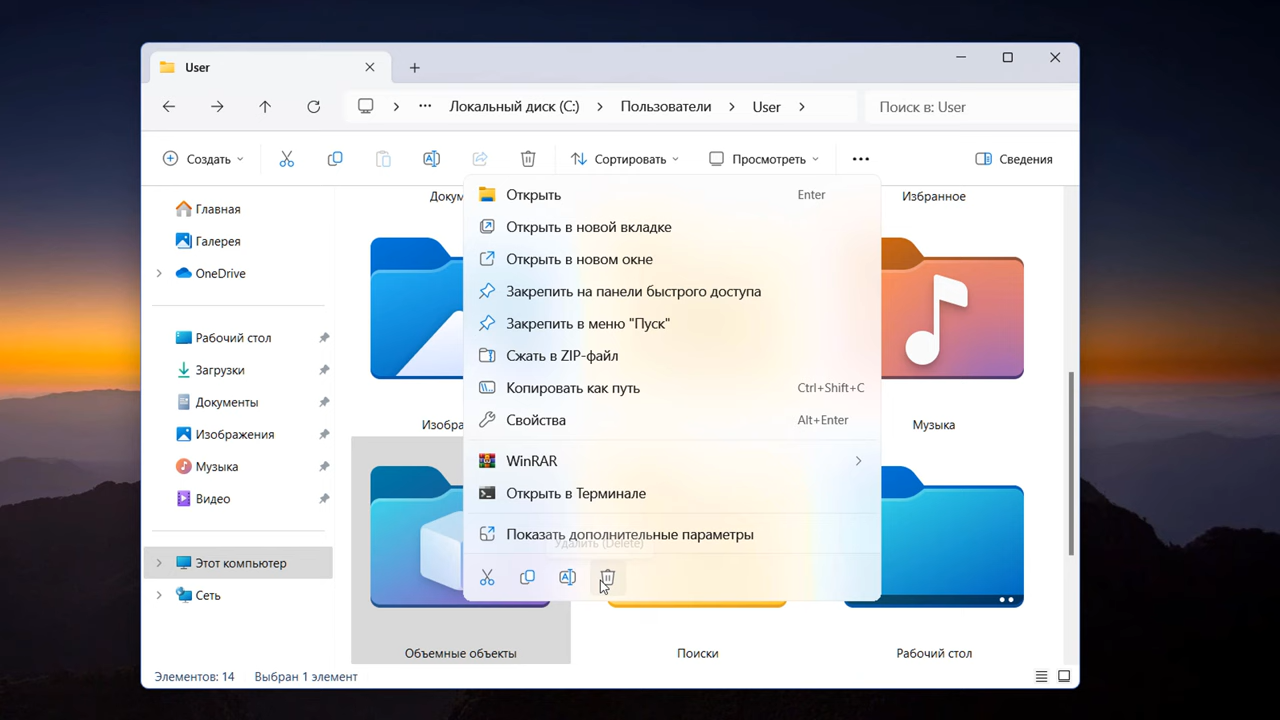 User
Локальный диск (C:)
Пользователи
User
Поиск в: User
Создать
Сортировать
Просмотреть
Сведения
Главная
Галерея
OneDrive
Рабочий стол
Загрузки
Документы
Изображения
Музыка
Видео
Этот компьютер
Сеть
Докум
Избранное
Изобра
Музыка
Объемные объекты
Поиски
Рабочий стол
Открыть Enter
Открыть в новой вкладке
Открыть в новом окне
Закрепить на панели быстрого доступа
Закрепить в меню "Пуск"
Сжать в ZIP-файл
Копировать как путь Ctrl+Shift+C
Свойства Alt+Enter
WinRAR
Открыть в Терминале
Показать дополнительные параметры
Удалить (Delete)
Элементов: 14 Выбран 1 элемент